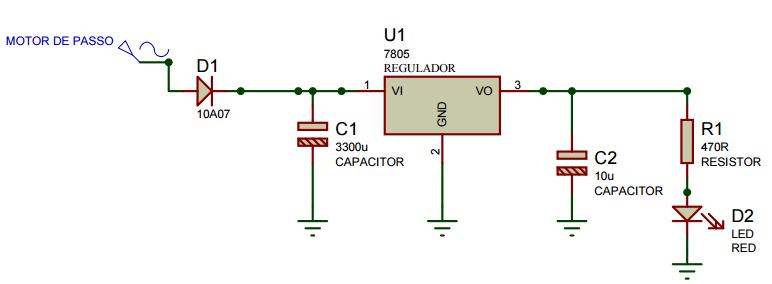 MOTOR DE PASSO
D1
10A07
C1
3300u
CAPACITOR
U1
7805
REGULADOR
1
VI
VO
3
GND
2
C2
10u
CAPACITOR
R1
470R
RESISTOR
D2
LED
RED